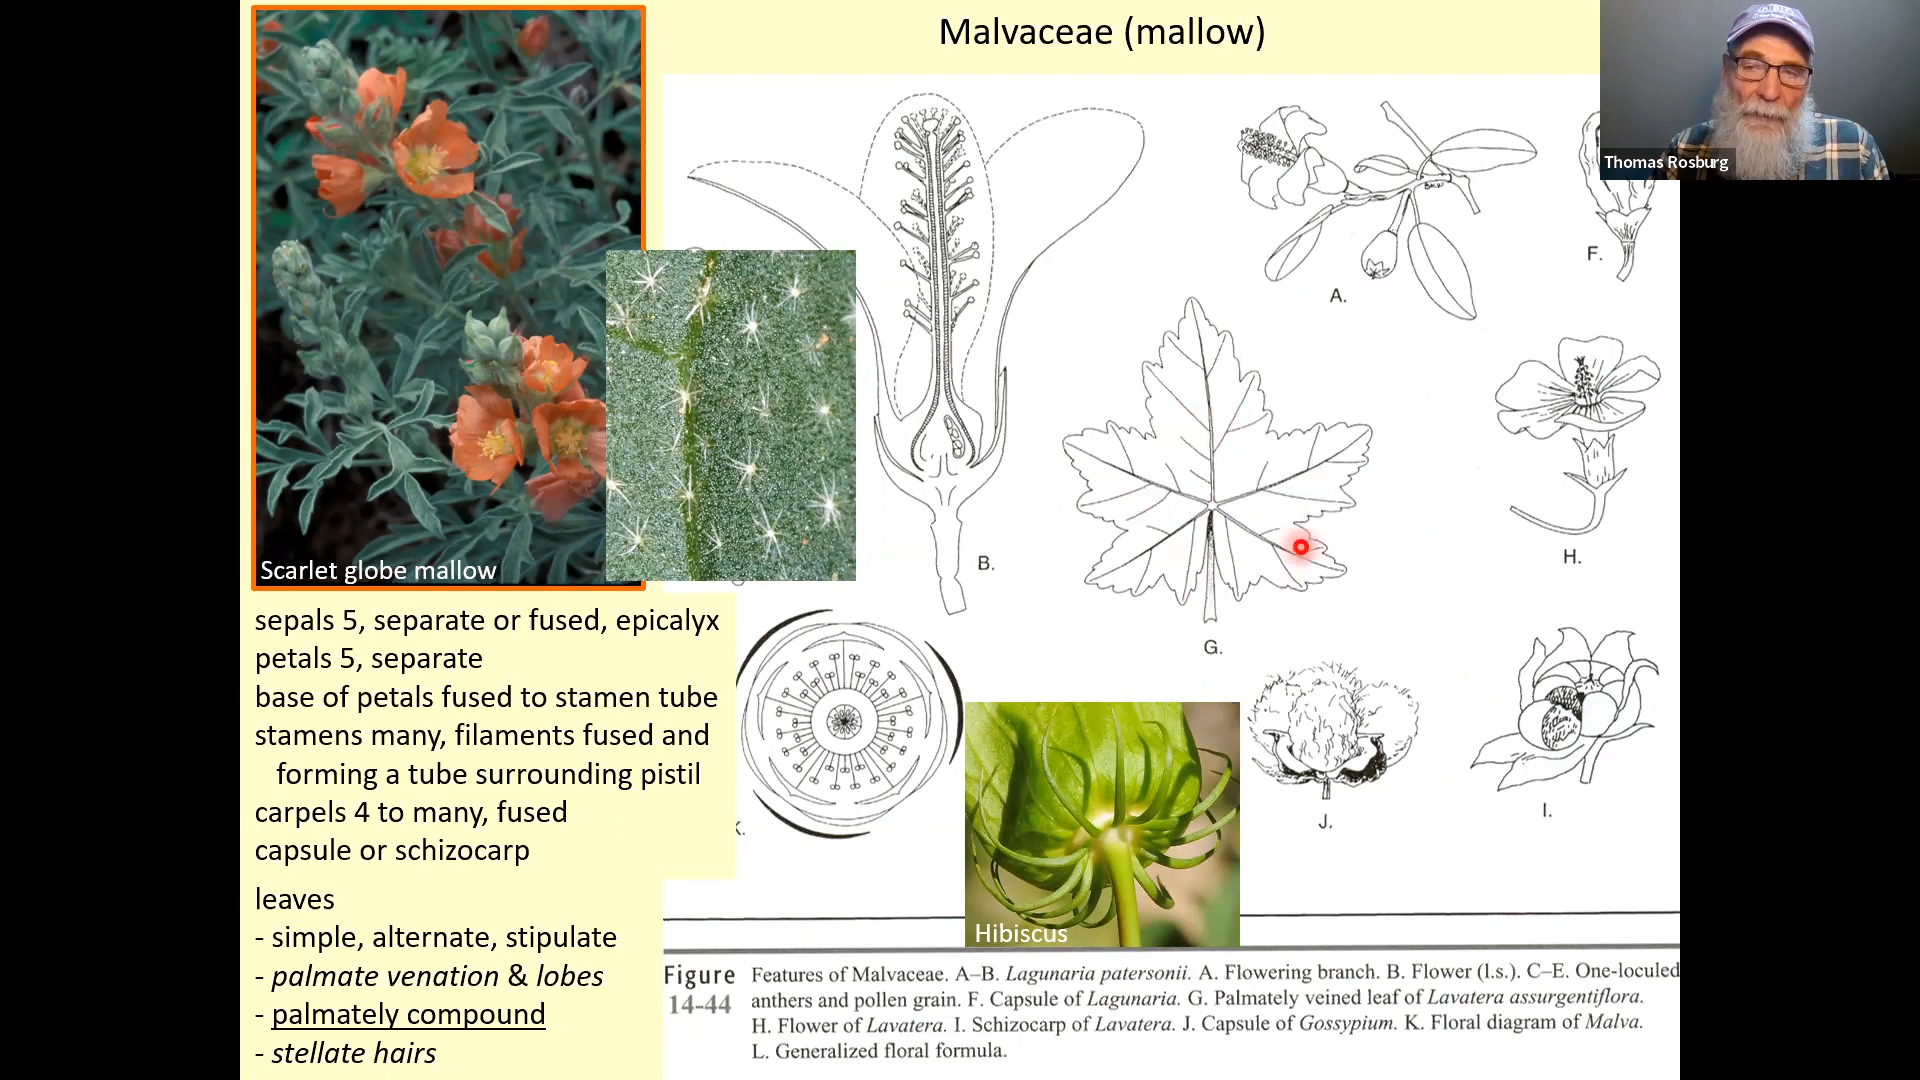 Malvaceae (mallow)
Thomas Rosburg
Scarlet globe mallow
A.
F.
B.
G.
H.
K.
J.
I.
Hibiscus
sepals 5, separate or fused, epicalyx
petals 5, separate
base of petals fused to stamen tube
stamens many, filaments fused and
forming a tube surrounding pistil
carpels 4 to many, fused
capsule or schizocarp
leaves
- simple, alternate, stipulate
- palmate venation & lobes
- palmately compound
- stellate hairs
Figure 14-44
Features of Malvaceae. A–B. Lagunaria patersonii. A. Flowering branch. B. Flower (l.s.). C–E. One-loculed
anthers and pollen grain. F. Capsule of Lagunaria. G. Palmately veined leaf of Lavatera assurgentiflora.
H. Flower of Lavatera. I. Schizocarp of Lavatera. J. Capsule of Gossypium. K. Floral diagram of Malva.
L. Generalized floral formula.